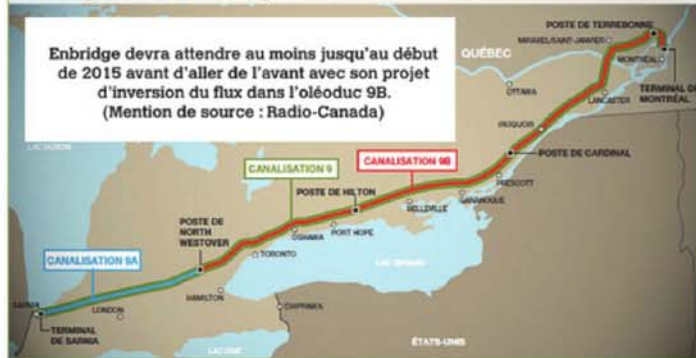 Enbridge devra attendre au moins jusqu'au début
de 2015 avant d'aller de l'avant avec son projet
d'inversion du flux dans l'oléoduc 9B.
(Mention de source : Radio-Canada)
POSTE DE TERREBONNE
MIRABEL/SAINT-JANVIER
QUÉBEC
MONTRÉAL
OTTAWA
TERMINAL DE
MONTRÉAL
LANCASTER
IROQUOIS
LAC HURON
CANALISATION 9
CANALISATION 9B
POSTE DE CARDINAL
PRESCOTT
POSTE DE HILTON
GANANOQUE
BELLEVILLE
POSTE DE
NORTH
WESTOVER
OSHAWA
PORT HOPE
TORONTO
CANALISATION 9A
LAC ONTARIO
HAMILTON
CHIPPAWA
SARNIA
LONDON
TERMINAL
DE SARNIA
ÉTATS-UNIS
LAC ÉRIÉ